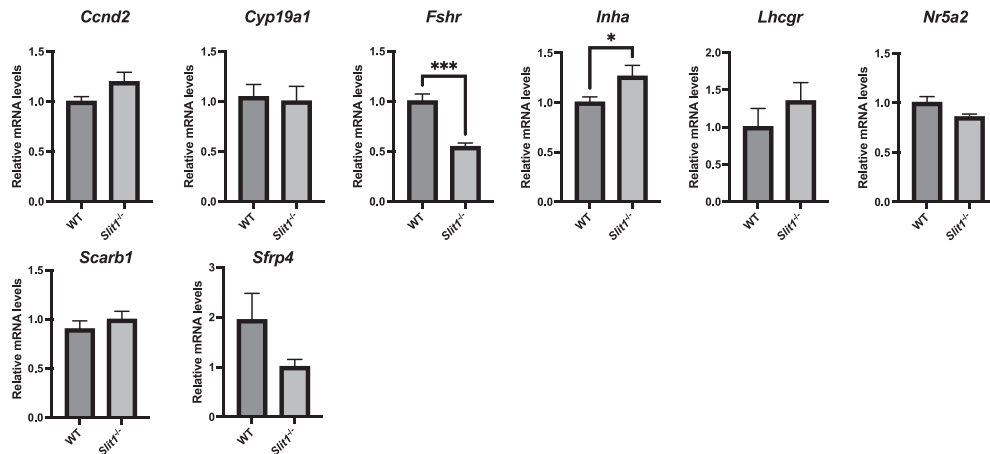 Ccnd2
Relative mRNA levels
1.5
1.0
0.5
0.0
WT
Slit1-/-
Cyp19a1
Relative mRNA levels
1.5
1.0
0.5
0.0
WT
Slit1-/-
Fshr
Relative mRNA levels
1.5
1.0
0.5
0.0
***
WT
Slit1-/-
Inha
Relative mRNA levels
1.5
1.0
0.5
0.0
*
WT
Slit1-/-
Lhcgr
Relative mRNA levels
2.0
1.5
1.0
0.5
0.0
WT
Slit1-/-
Nr5a2
Relative mRNA levels
1.5
1.0
0.5
0.0
WT
Slit1-/-
Scarb1
Relative mRNA levels
1.5
1.0
0.5
0.0
WT
Slit1-/-
Sfrp4
Relative mRNA levels
3
2
1
0
WT
Slit1-/-